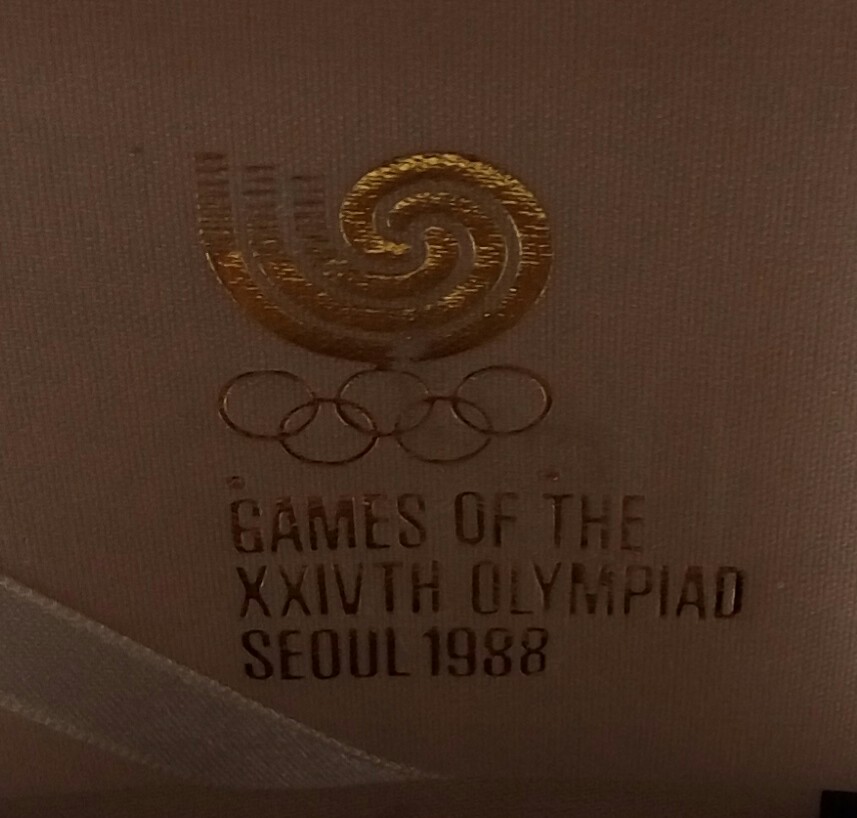 GAMES OF THE
XXIVTH OLYMPIAD
SEOUL 1988